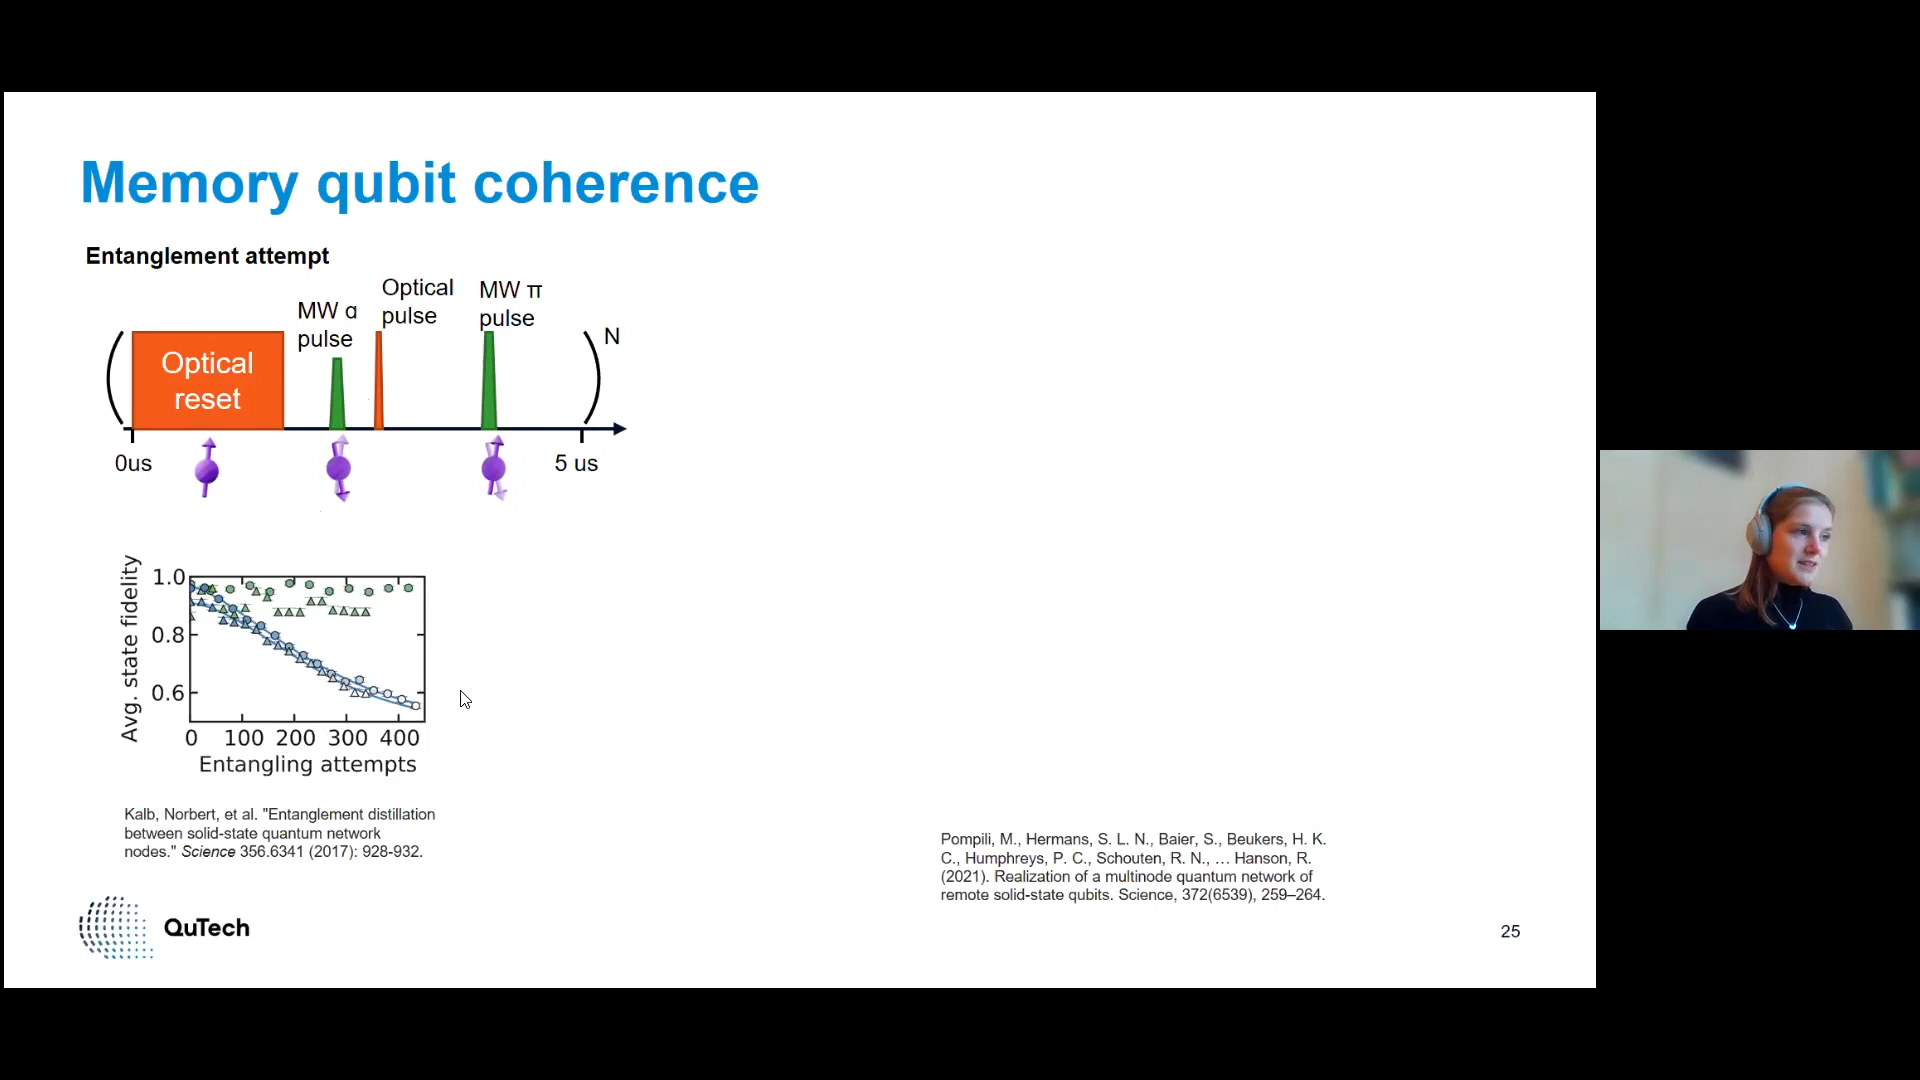 Memory qubit coherence
Entanglement attempt
MW α
pulse
Optical
pulse
MW π
pulse
N
Optical
reset
0us
5 us
Avg. state fidelity
1.0
0.8
0.6
0 100 200 300 400
Entangling attempts
Kalb, Norbert, et al. "Entanglement distillation
between solid-state quantum network
nodes." Science 356.6341 (2017): 928-932.
Pompili, M., Hermans, S. L. N., Baier, S., Beukers, H. K.
C., Humphreys, P. C., Schouten, R. N., … Hanson, R.
(2021). Realization of a multinode quantum network of
remote solid-state qubits. Science, 372(6539), 259–264.
QuTech
25